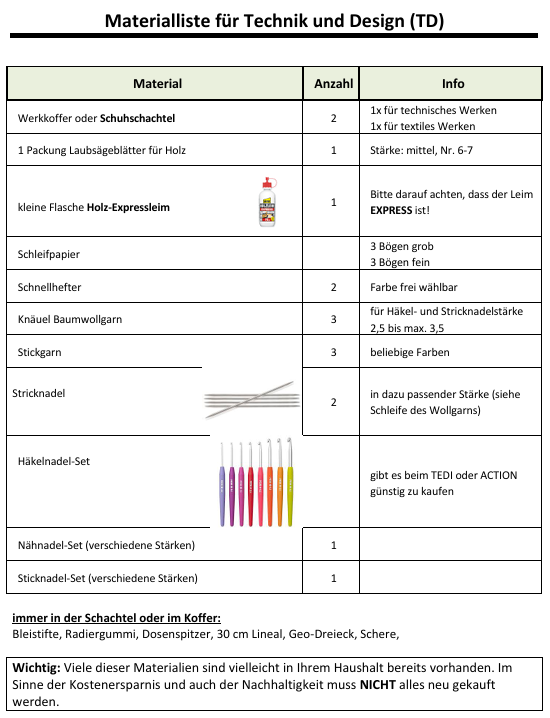 Materialliste für Technik und Design (TD)
Material Anzahl Info
Werkkoffer oder Schuhschachtel 2 1x für technisches Werken
1x für textiles Werken
1 Packung Laubsägeblätter für Holz 1 Stärke: mittel, Nr. 6-7
kleine Flasche Holz-Expressleim 1 Bitte darauf achten, dass der Leim
EXPRESS ist!
Schleifpapier 3 Bögen grob
3 Bögen fein
Schnellhefter 2 Farbe frei wählbar
Knäuel Baumwollgarn 3 für Häkel- und Stricknadelstärke
2,5 bis max. 3,5
Stickgarn 3 beliebige Farben
Stricknadel 2 in dazu passender Stärke (siehe
Schleife des Wollgarns)
Häkelnadel-Set gibt es beim TEDI oder ACTION
günstig zu kaufen
Nähnadel-Set (verschiedene Stärken) 1
Sticknadel-Set (verschiedene Stärken) 1
immer in der Schachtel oder im Koffer:
Bleistifte, Radiergummi, Dosenspitzer, 30 cm Lineal, Geo-Dreieck, Schere,
Wichtig: Viele dieser Materialien sind vielleicht in Ihrem Haushalt bereits vorhanden. Im
Sinne der Kostenersparnis und auch der Nachhaltigkeit muss NICHT alles neu gekauft
werden.